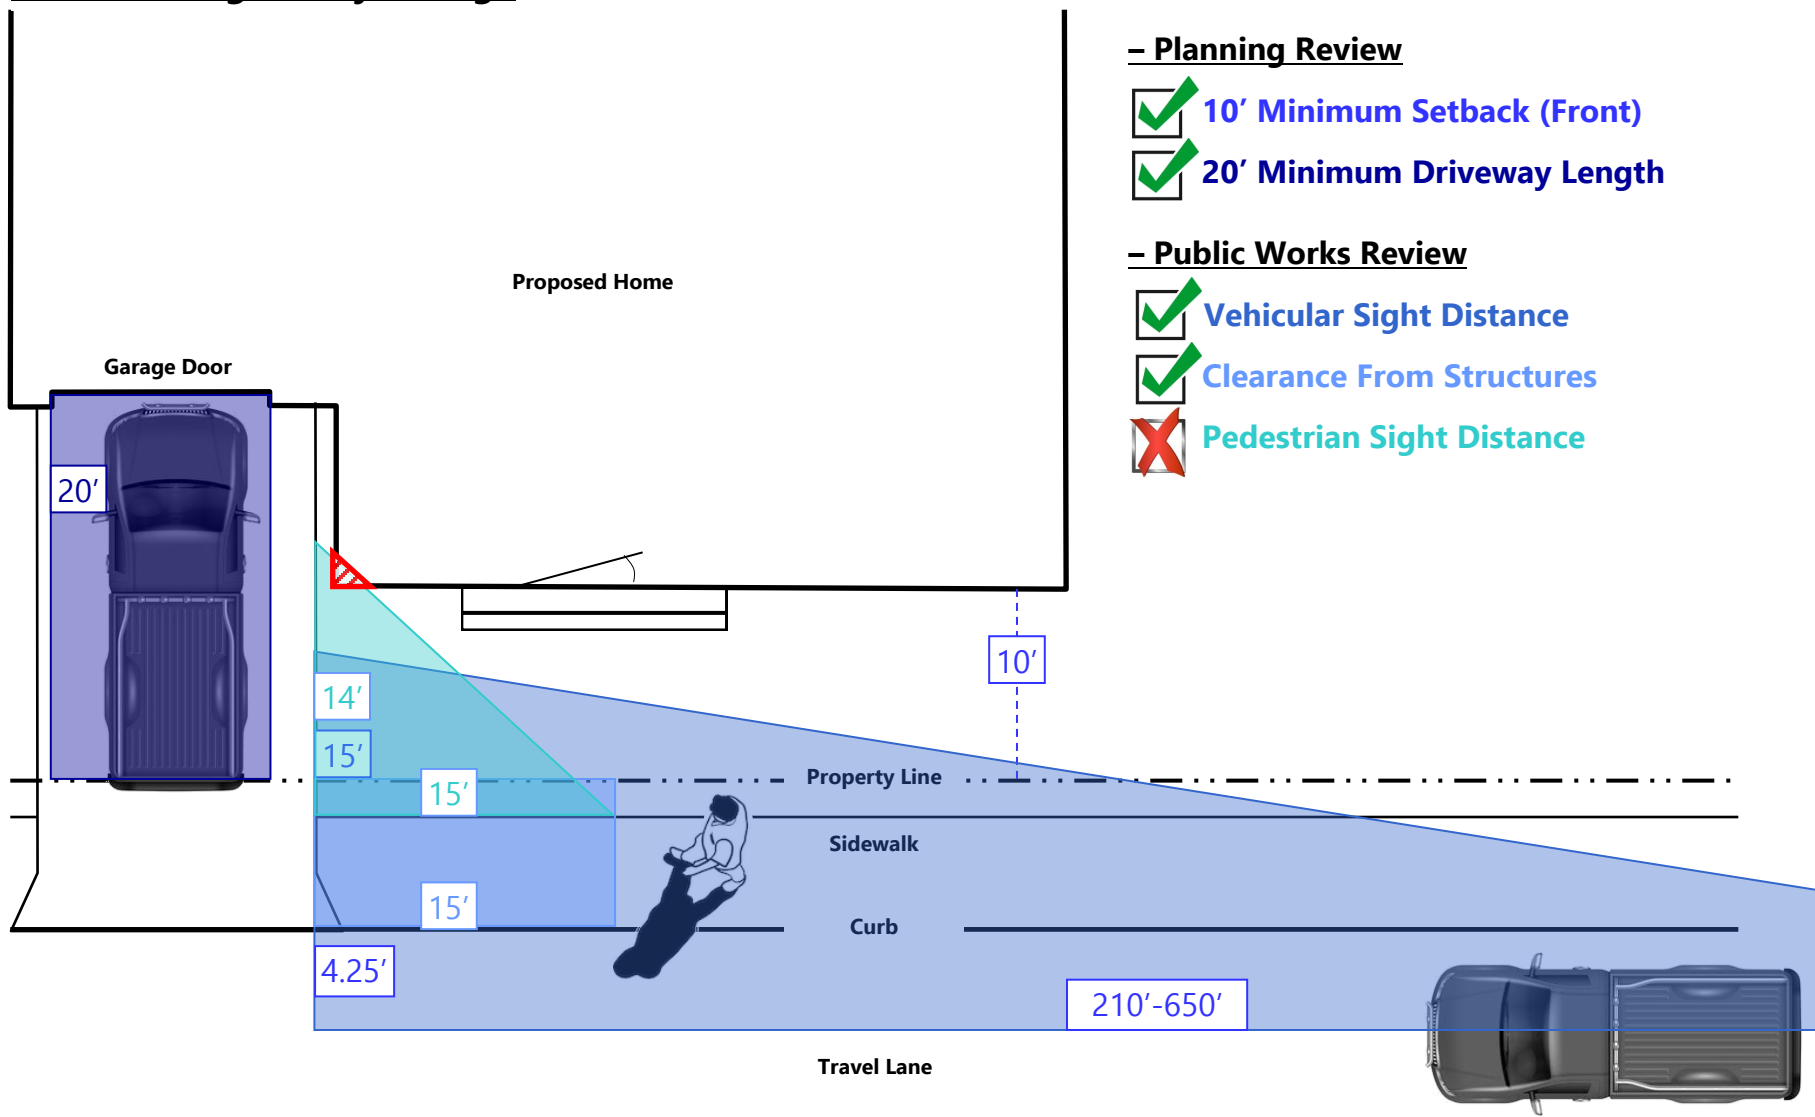 – Planning Review
10’ Minimum Setback (Front)
20’ Minimum Driveway Length
– Public Works Review
Vehicular Sight Distance
Clearance From Structures
Pedestrian Sight Distance
Proposed Home
Garage Door
20’
10’
14’
15’
15’
Property Line
Sidewalk
15’
Curb
4.25’
210’-650’
Travel Lane